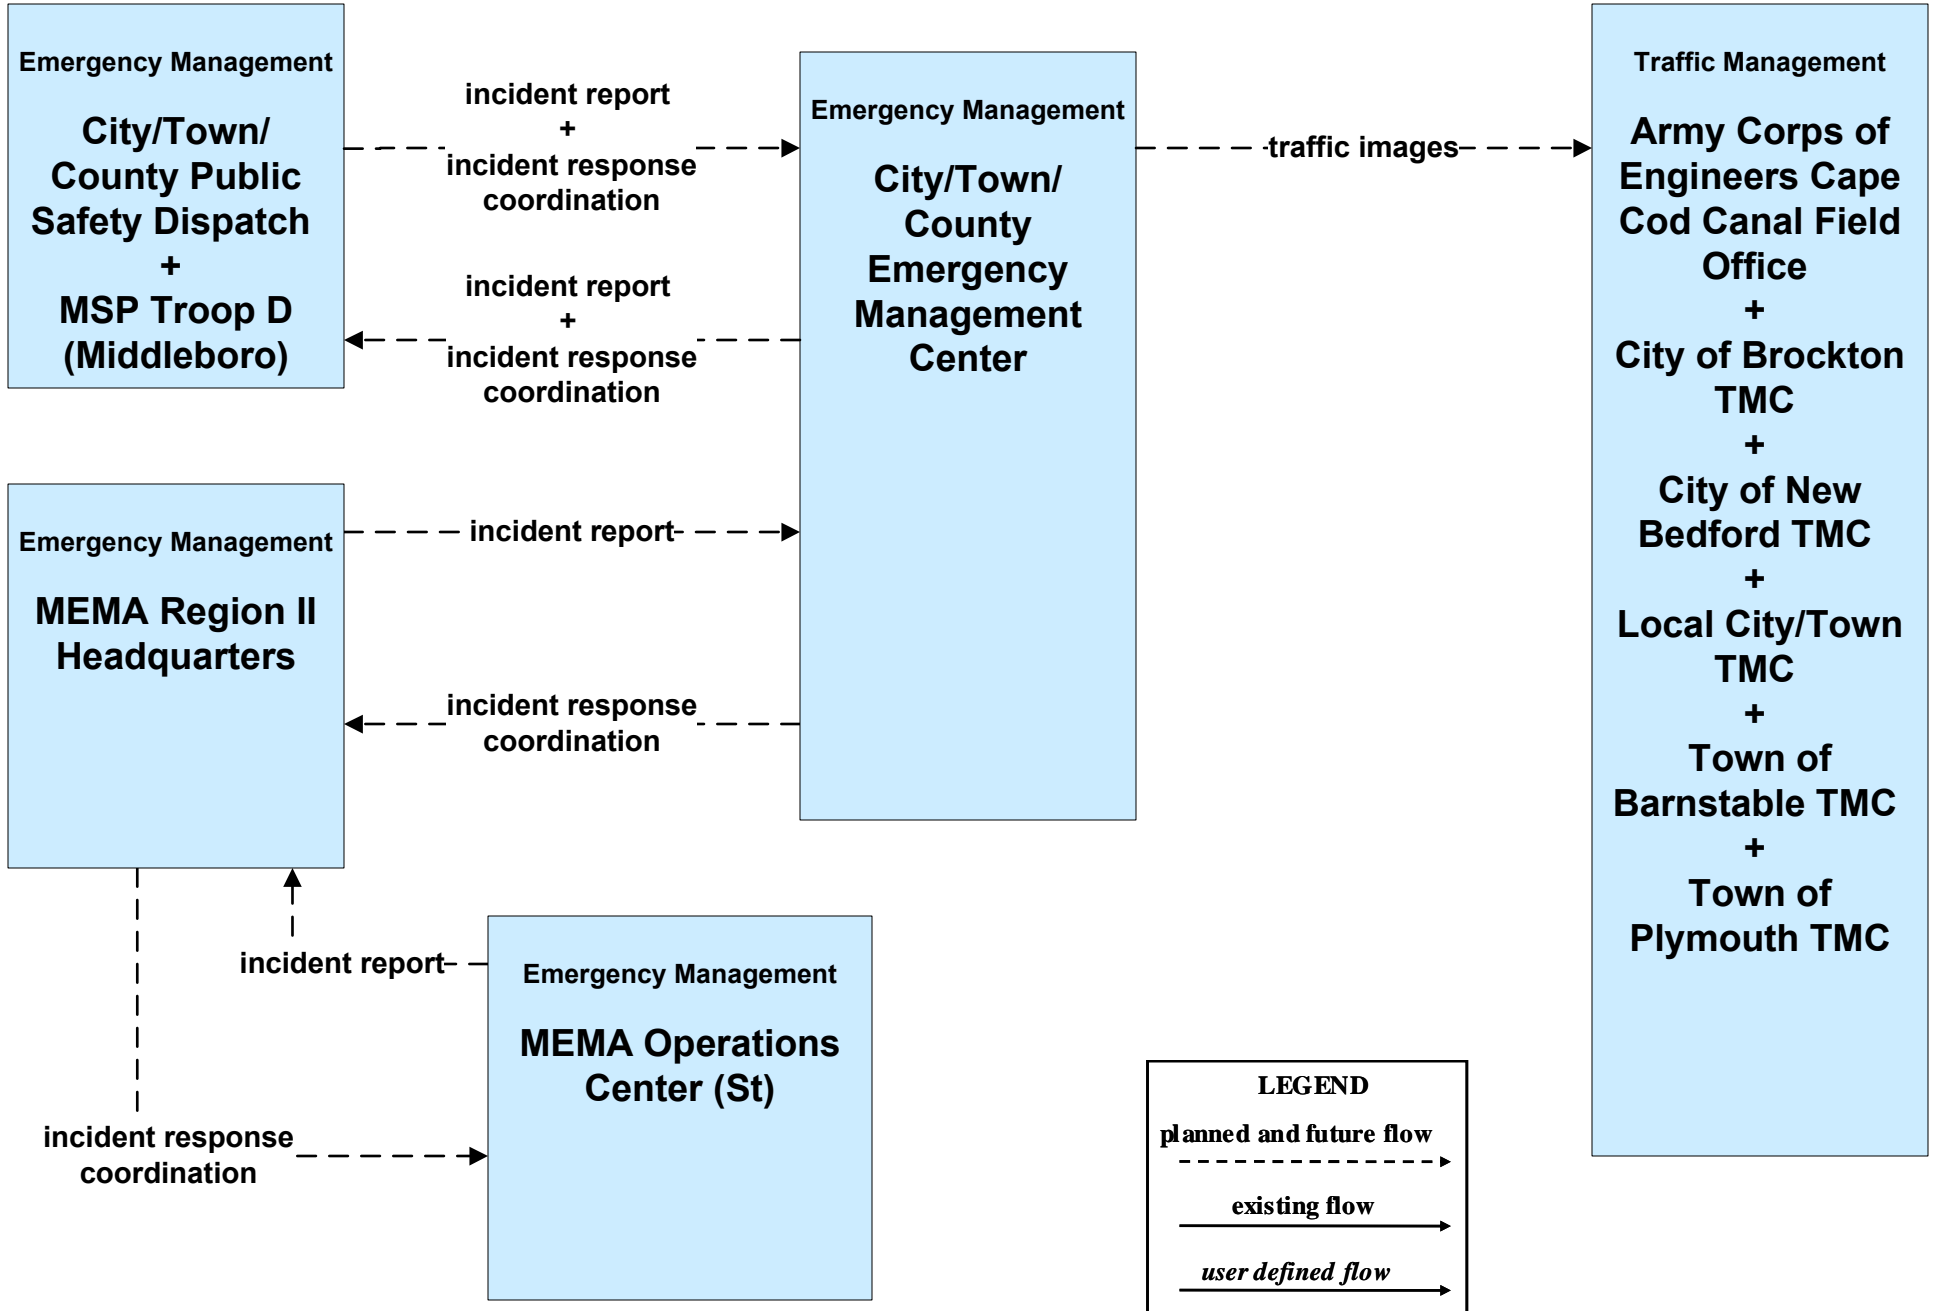 Emergency Management
City/Town/
County Public
Safety Dispatch
+
MSP Troop D
(Middleboro)
incident report
+
incident response
coordination
incident report
+
incident response
coordination
Emergency Management
City/Town/
County
Emergency
Management
Center
traffic images
Traffic Management
Army Corps of
Engineers Cape
Cod Canal Field
Office
+
City of Brockton
TMC
+
City of New
Bedford TMC
+
Local City/Town
TMC
+
Town of
Barnstable TMC
+
Town of
Plymouth TMC
Emergency Management
MEMA Region II
Headquarters
incident report
incident response
coordination
incident report
Emergency Management
MEMA Operations
Center (St)
incident response
coordination
LEGEND
planned and future flow
existing flow
user defined flow